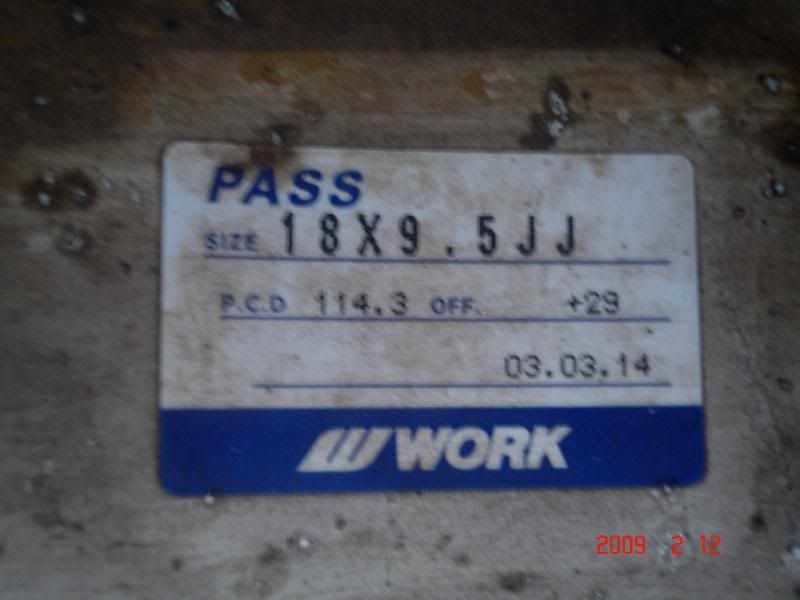 PASS
SIZE 18X9.5JJ
P.C.D 114.3 OFF. +29
03.03.14
WORK
2009 2 12